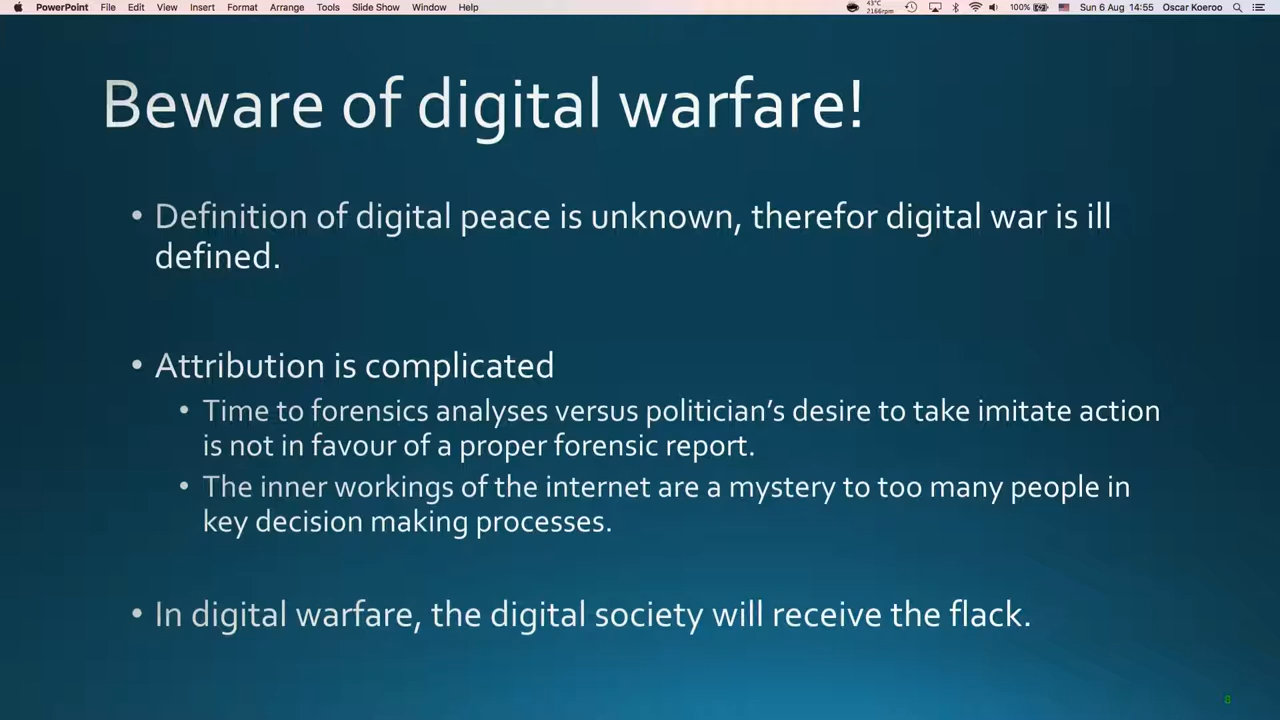 PowerPoint File Edit View Insert Format Arrange Tools Slide Show Window Help 43°C 2166rpm 100% Sun 6 Aug 14:55 Oscar Koeroo
Beware of digital warfare!
• Definition of digital peace is unknown, therefor digital war is ill
defined.
• Attribution is complicated
• Time to forensics analyses versus politician's desire to take imitate action
is not in favour of a proper forensic report.
• The inner workings of the internet are a mystery to too many people in
key decision making processes.
• In digital warfare, the digital society will receive the flack.
8